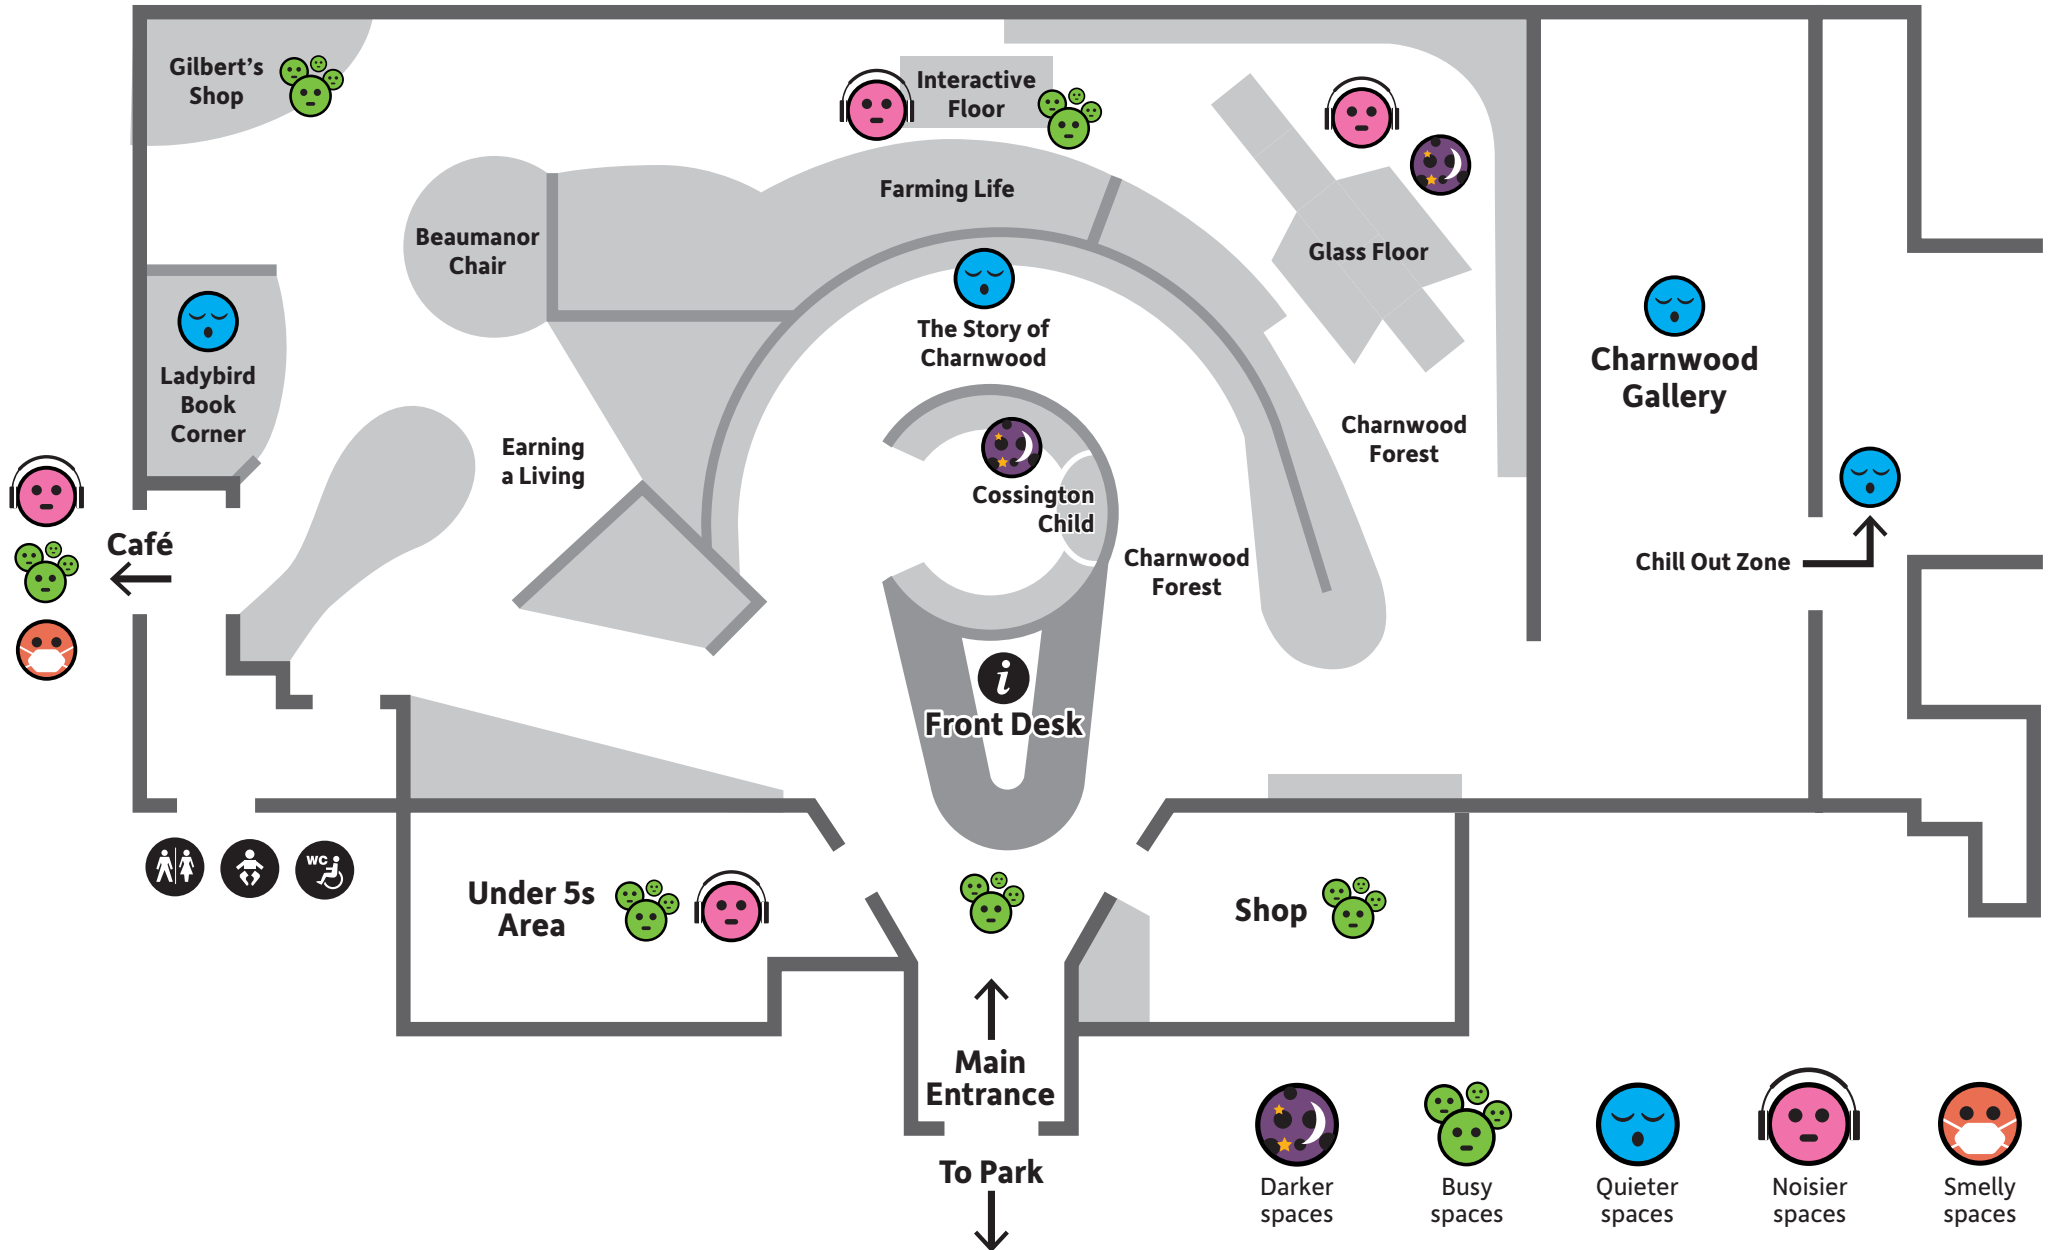 Gilbert’s
Shop
Interactive
Floor
Farming Life
Beaumanor
Chair
Glass Floor
The Story of
Charnwood
Charnwood
Gallery
Ladybird
Book
Corner
Earning
a Living
Charnwood
Forest
Cossington
Child
Café
Charnwood
Forest
Chill Out Zone
i
Front Desk
WC
Under 5s
Area
Shop
Main
Entrance
To Park
Darker
spaces
Busy
spaces
Quieter
spaces
Noisier
spaces
Smelly
spaces